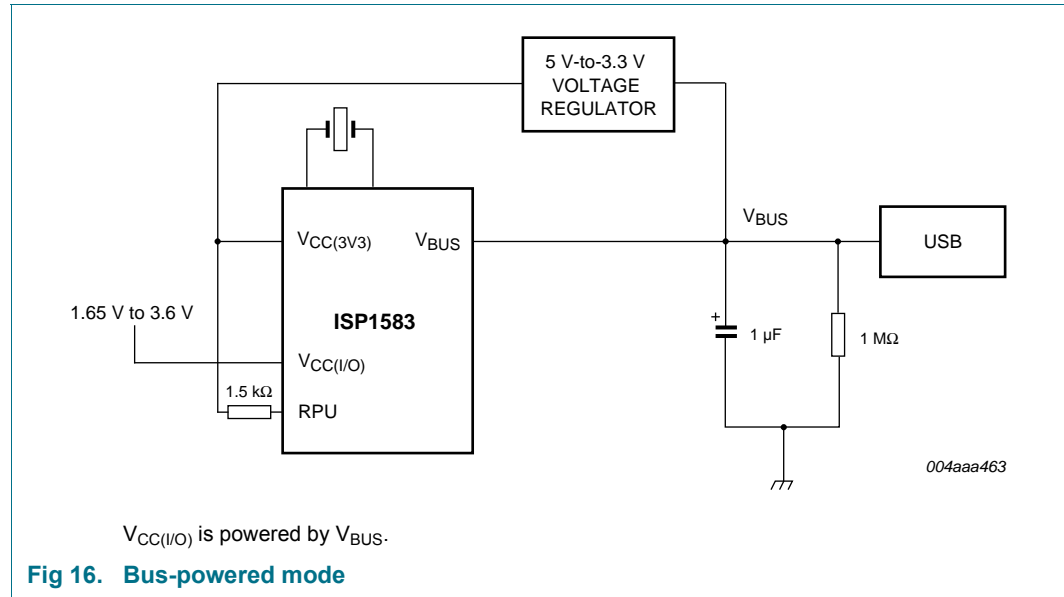 5 V-to-3.3 V
VOLTAGE
REGULATOR
VBUS
VCC(3V3)
VBUS
USB
1.65 V to 3.6 V
ISP1583
+
1 µF
1 MΩ
VCC(I/O)
1.5 kΩ
RPU
004aaa463
VCC(I/O) is powered by VBUS.
Fig 16. Bus-powered mode